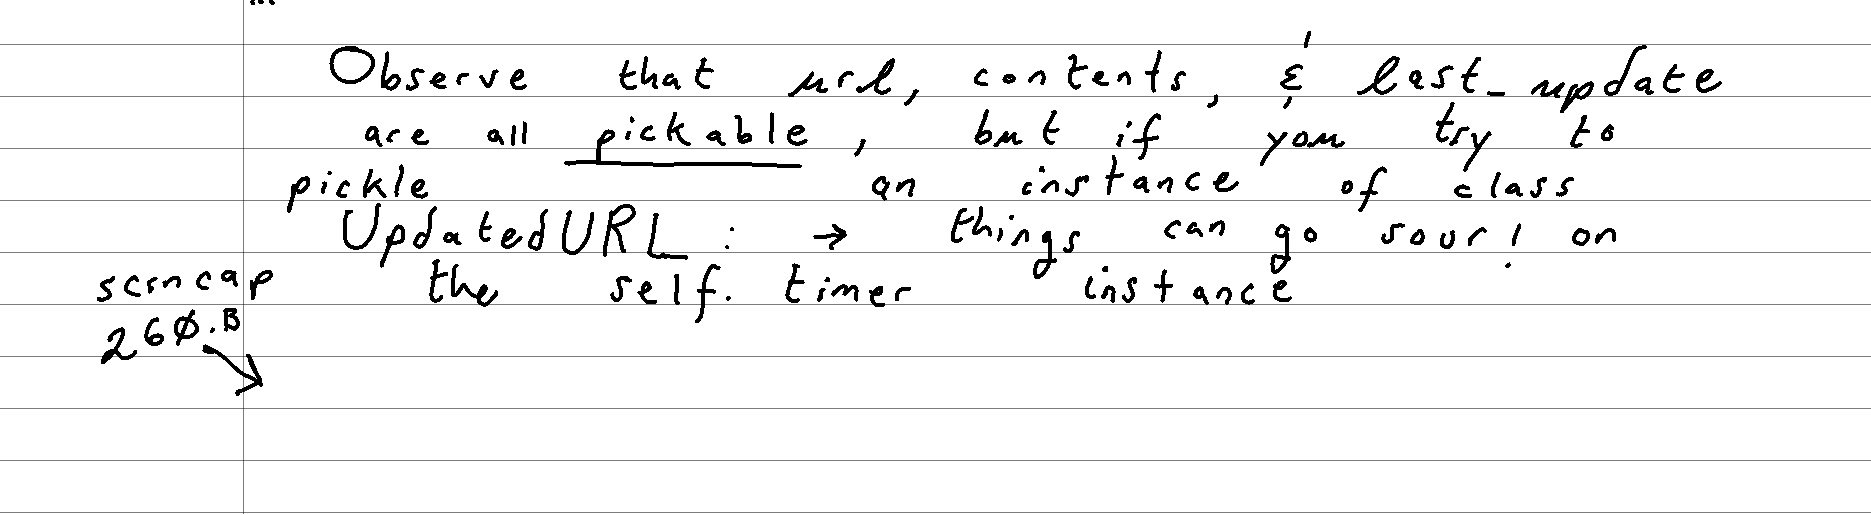 Observe that url, contents, & last_update
are all pickable, but if you try to
pickle an instance of class
UpdatedURL : → things can go sour! on
scrncap the self. timer instance
260.B